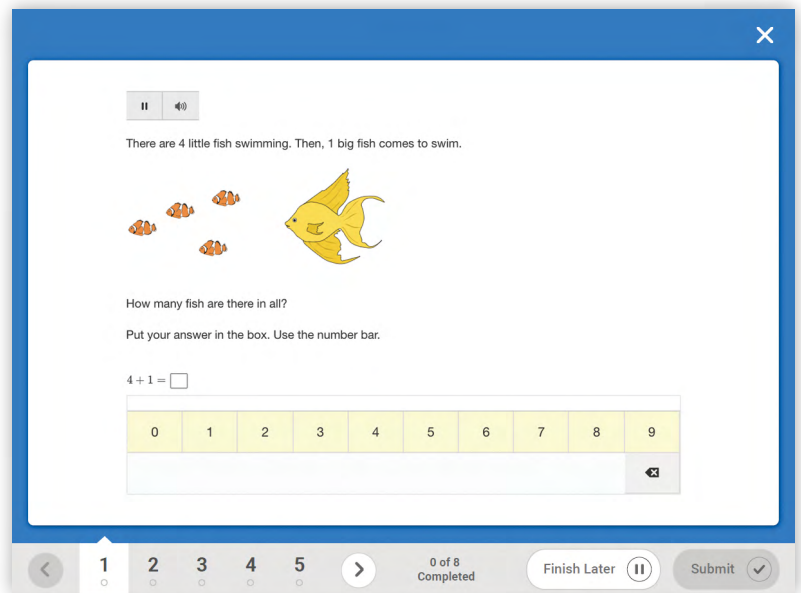 There are 4 little fish swimming. Then, 1 big fish comes to swim.
How many fish are there in all?
Put your answer in the box. Use the number bar.
4 + 1 =
0 1 2 3 4 5 6 7 8 9
1 2 3 4 5
0 of 8
Completed
Finish Later
Submit